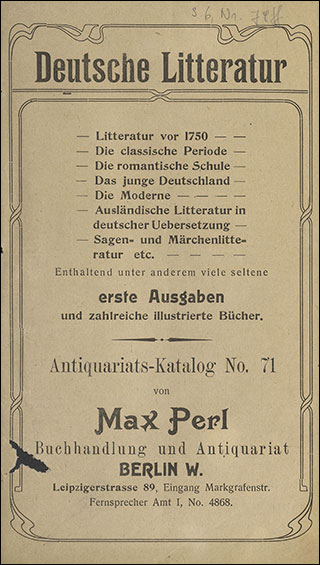 s. 6, Nr.
Deutsche Litteratur
— Litteratur vor 1750 — —
— Die classische Periode —
— Die romantische Schule —
— Das junge Deutschland —
— Die Moderne — — — —
— Ausländische Litteratur in
deutscher Uebersetzung —
— Sagen- und Märchenlitte-
ratur etc. — — — —
Enthaltend unter anderem viele seltene
erste Ausgaben
und zahlreiche illustrierte Bücher.
Antiquariats-Katalog No. 71
von
Max Perl
Buchhandlung und Antiquariat
BERLIN W.
Leipzigerstrasse 89, Eingang Markgrafenstr.
Fernsprecher Amt I, No. 4868.